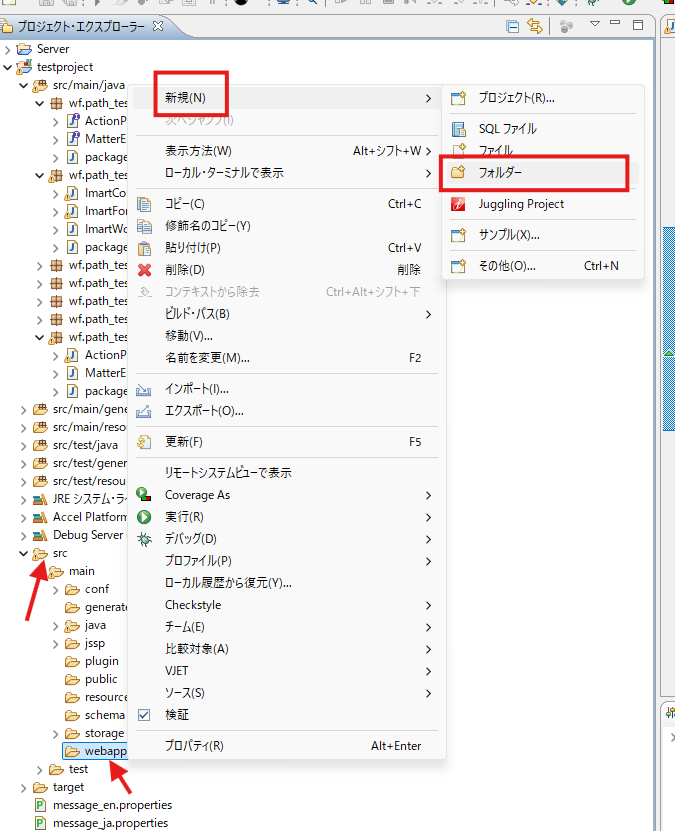 プロジェクト・エクスプローラー
Server
testproject
src/main/java
wf.path_tes
ActionP
MatterE
package
wf.path_tes
ImartCo
ImartFor
ImartWo
package
wf.path_tes
wf.path_tes
wf.path_tes
wf.path_tes
wf.path_tes
ActionP
MatterE
package
src/main/gene
src/main/reso
src/test/java
src/test/gener
src/test/resou
JRE システム・ライ
Accel Platform
Debug Server
src
main
conf
generate
java
jssp
plugin
public
resource
schema
storage
webapp
test
target
message_en.properties
message_ja.properties
新規(N)
次へジャンプ(I)
表示方法(W) Alt+シフト+W
ローカル・ターミナルで表示
コピー(C) Ctrl+C
修飾名のコピー(Y)
貼り付け(P) Ctrl+V
削除(D) 削除
コンテキストから除去 Ctrl+Alt+シフト+下
ビルド・パス(B)
移動(V)...
名前を変更(M)... F2
インポート(I)...
エクスポート(O)...
更新(F) F5
リモートシステムビューで表示
Coverage As
実行(R)
デバッグ(D)
プロファイル(P)
ローカル履歴から復元(Y)...
Checkstyle
チーム(E)
比較対象(A)
VJET
ソース(S)
検証
プロパティ(R) Alt+Enter
プロジェクト(R)...
SQL ファイル
ファイル
フォルダー
Juggling Project
サンプル(X)...
その他(O)... Ctrl+N